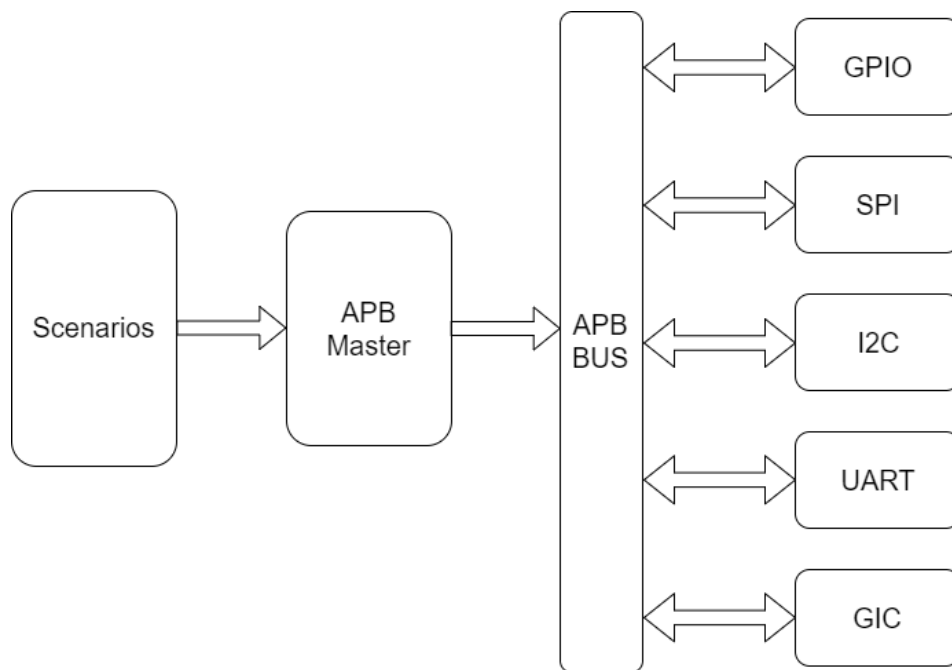 Scenarios
APB
Master
APB
BUS
GPIO
SPI
I2C
UART
GIC